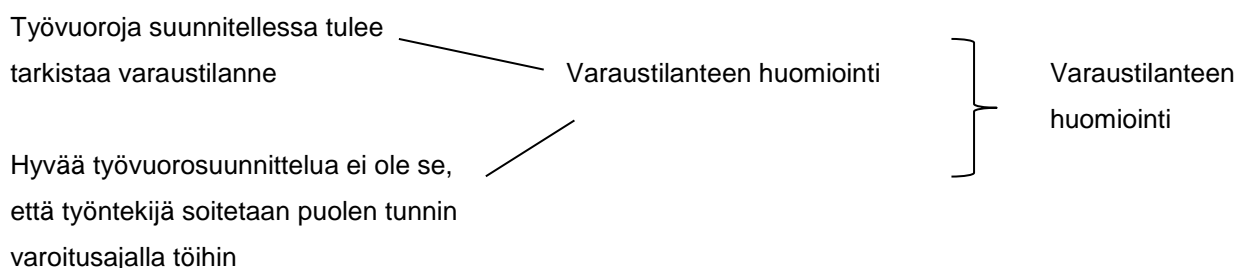 Työvuoroja suunnitellessa tulee
tarkistaa varaustilanne
Varaustilanteen huomiointi
Varaustilanteen
huomiointi
Hyvää työvuorosuunnittelua ei ole se,
että työntekijä soitetaan puolen tunnin
varoitusajalla töihin